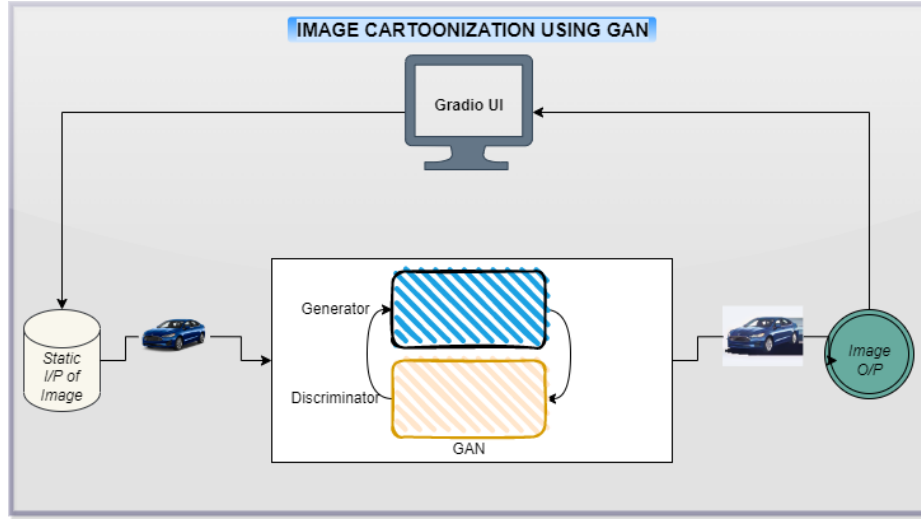 IMAGE CARTOONIZATION USING GAN
Gradio UI
Generator
Static
I/P of
Image
Image
O/P
Discriminator
GAN